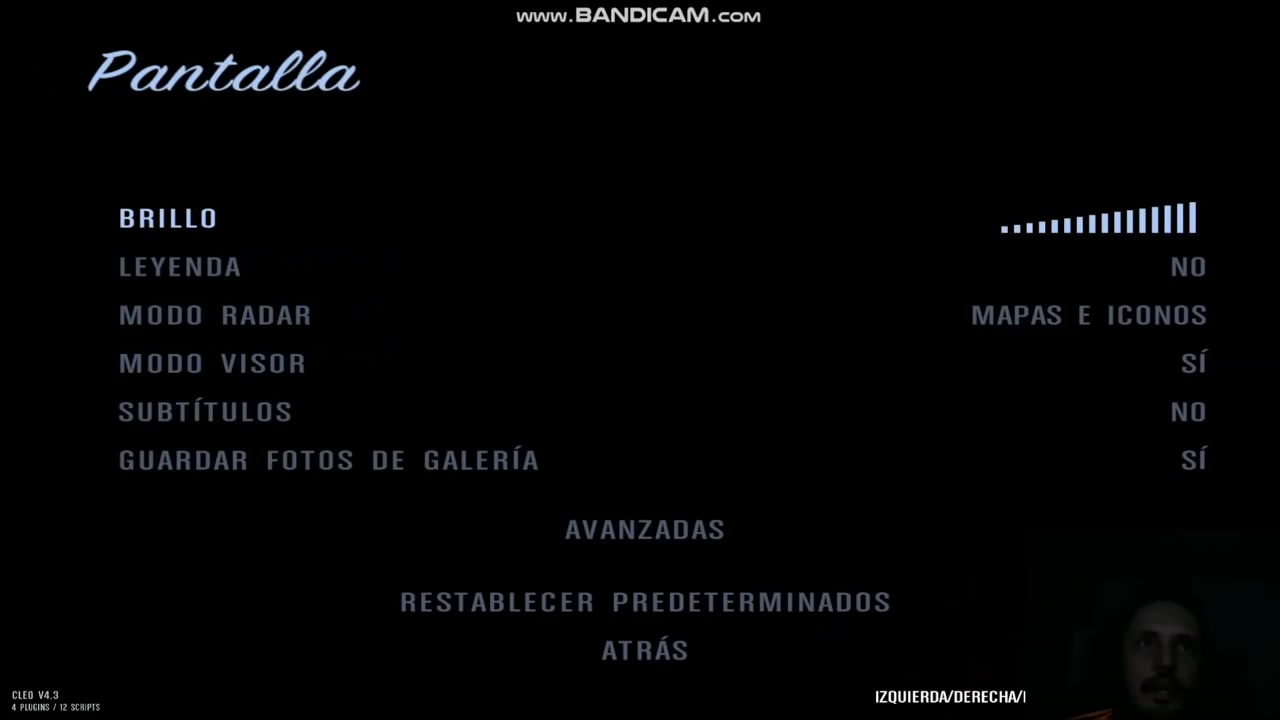 www.BANDICAM.com
Pantalla
BRILLO
LEYENDA NO
MODO RADAR MAPAS E ICONOS
MODO VISOR SÍ
SUBTÍTULOS NO
GUARDAR FOTOS DE GALERÍA SÍ
AVANZADAS
RESTABLECER PREDETERMINADOS
ATRÁS
CLEO V4.3
4 PLUGINS / 12 SCRIPTS
IZQUIERDA/DERECHA/